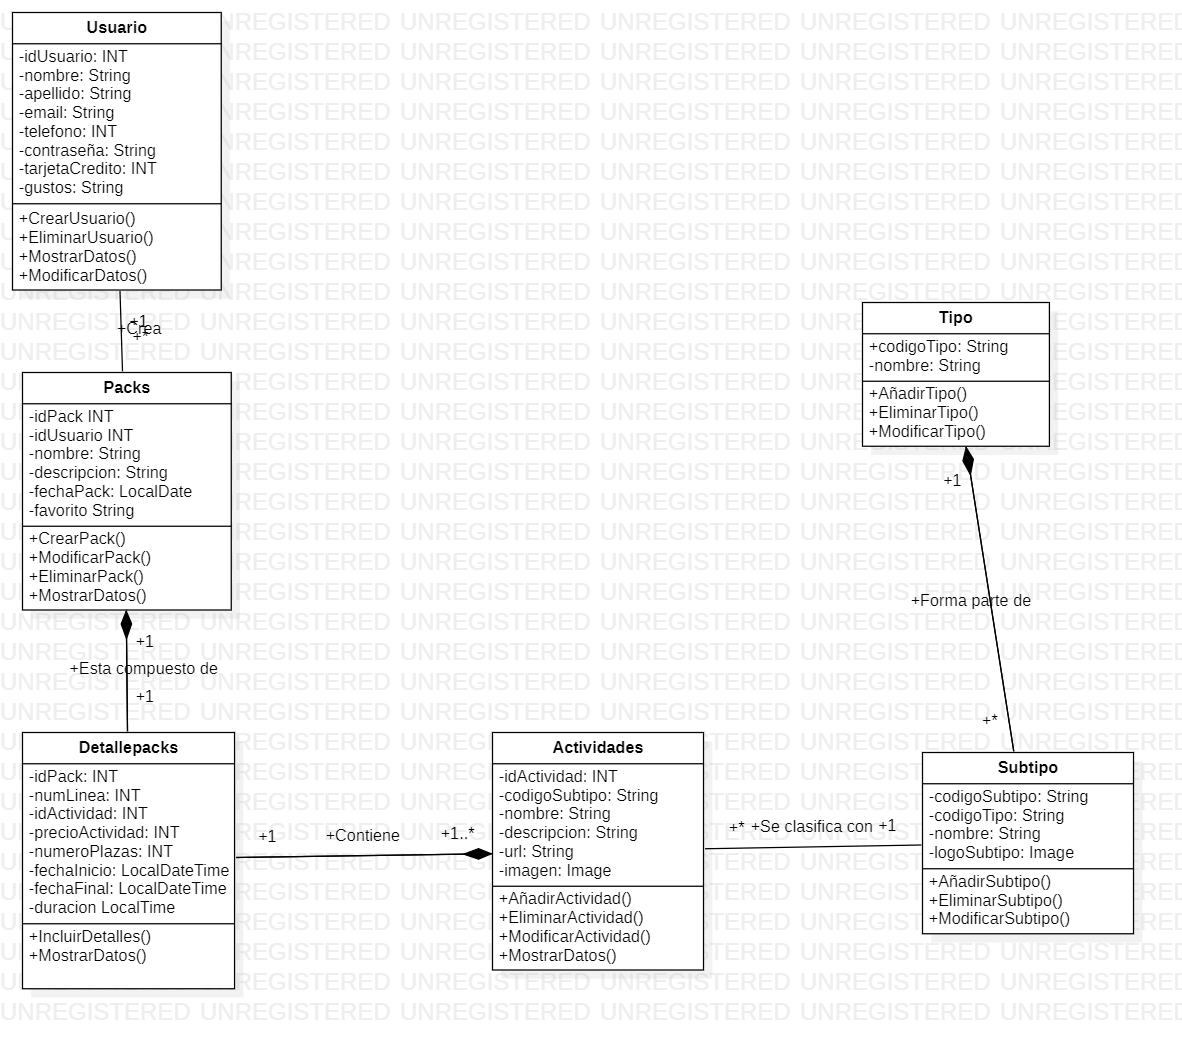 Usuario
-idUsuario: INT
-nombre: String
-apellido: String
-email: String
-telefono: INT
-contraseña: String
-tarjetaCredito: INT
-gustos: String
+CrearUsuario()
+EliminarUsuario()
+MostrarDatos()
+ModificarDatos()
+1
+Crea
+*
Packs
-idPack INT
-idUsuario INT
-nombre: String
-descripcion: String
-fechaPack: LocalDate
-favorito String
+CrearPack()
+ModificarPack()
+EliminarPack()
+MostrarDatos()
+1
+Esta compuesto de
+1
Detallepacks
-idPack: INT
-numLinea: INT
-idActividad: INT
-precioActividad: INT
-numeroPlazas: INT
-fechaInicio: LocalDateTime
-fechaFinal: LocalDateTime
-duracion LocalTime
+IncluirDetalles()
+MostrarDatos()
+1 +Contiene +1..*
Actividades
-idActividad: INT
-codigoSubtipo: String
-nombre: String
-descripcion: String
-url: String
-imagen: Image
+AñadirActividad()
+EliminarActividad()
+ModificarActividad()
+MostrarDatos()
+* +Se clasifica con +1
Tipo
+codigoTipo: String
-nombre: String
+AñadirTipo()
+EliminarTipo()
+ModificarTipo()
+1
+Forma parte de
+*
Subtipo
-codigoSubtipo: String
-codigoTipo: String
-nombre: String
-logoSubtipo: Image
+AñadirSubtipo()
+EliminarSubtipo()
+ModificarSubtipo()
UNREGISTERED